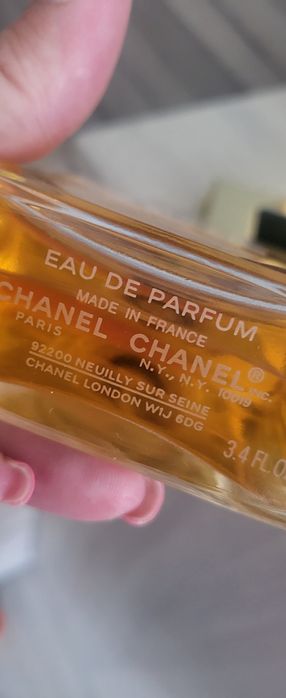 EAU DE PARFUM
MADE IN FRANCE
CHANEL CHANEL® INC.
PARIS N.Y., N.Y. 10019
92200 NEUILLY SUR SEINE
CHANEL LONDON W1J 6DG
3.4 FL.O